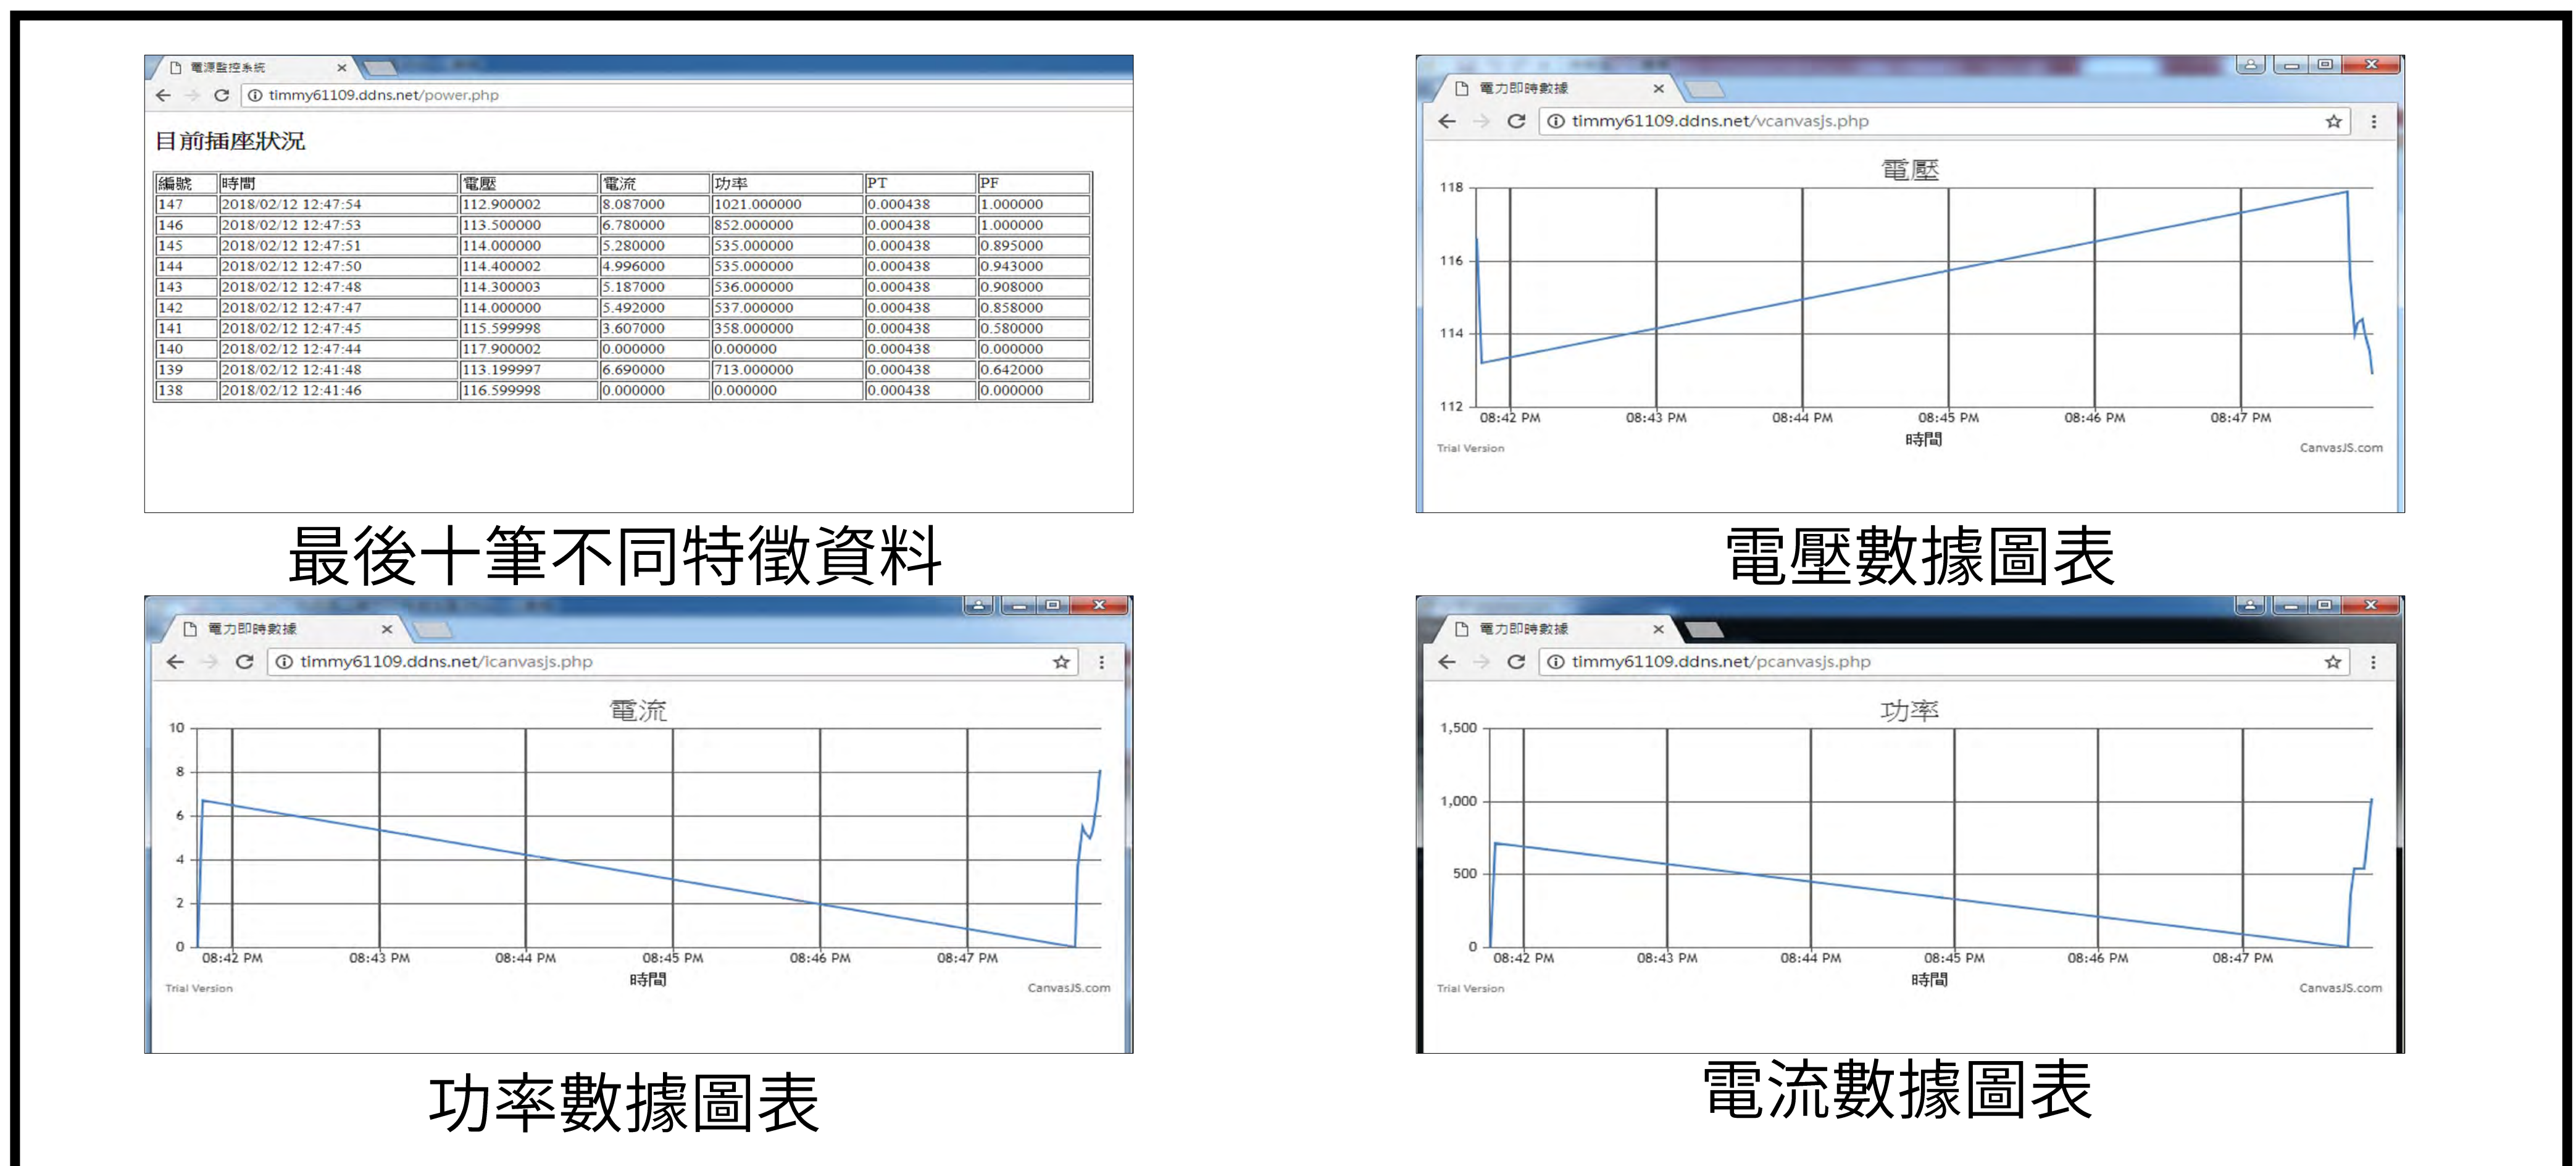 電源監控系統
timmy61109.ddns.net/power.php
目前插座狀況
編號 時間 電壓 電流 功率 PT PF
147 2018/02/12 12:47:54 112.900002 8.087000 1021.000000 0.000438 1.000000
146 2018/02/12 12:47:53 113.500000 6.780000 852.000000 0.000438 1.000000
145 2018/02/12 12:47:51 114.000000 5.280000 535.000000 0.000438 0.895000
144 2018/02/12 12:47:50 114.400002 4.996000 535.000000 0.000438 0.943000
143 2018/02/12 12:47:48 114.300003 5.187000 536.000000 0.000438 0.908000
142 2018/02/12 12:47:47 114.000000 5.492000 537.000000 0.000438 0.858000
141 2018/02/12 12:47:45 115.599998 3.607000 358.000000 0.000438 0.580000
140 2018/02/12 12:47:44 117.900002 0.000000 0.000000 0.000438 0.000000
139 2018/02/12 12:41:48 113.199997 6.690000 713.000000 0.000438 0.642000
138 2018/02/12 12:41:46 116.599998 0.000000 0.000000 0.000438 0.000000
最後十筆不同特徵資料
電力即時數據
timmy61109.ddns.net/vcanvasjs.php
電壓
118
116
114
112
08:42 PM 08:43 PM 08:44 PM 08:45 PM 08:46 PM 08:47 PM
時間
Trial Version CanvasJS.com
電壓數據圖表
電力即時數據
timmy61109.ddns.net/icanvasjs.php
電流
10
8
6
4
2
0
08:42 PM 08:43 PM 08:44 PM 08:45 PM 08:46 PM 08:47 PM
時間
Trial Version CanvasJS.com
功率數據圖表
電力即時數據
timmy61109.ddns.net/pcanvasjs.php
功率
1,500
1,000
500
0
08:42 PM 08:43 PM 08:44 PM 08:45 PM 08:46 PM 08:47 PM
時間
Trial Version CanvasJS.com
電流數據圖表